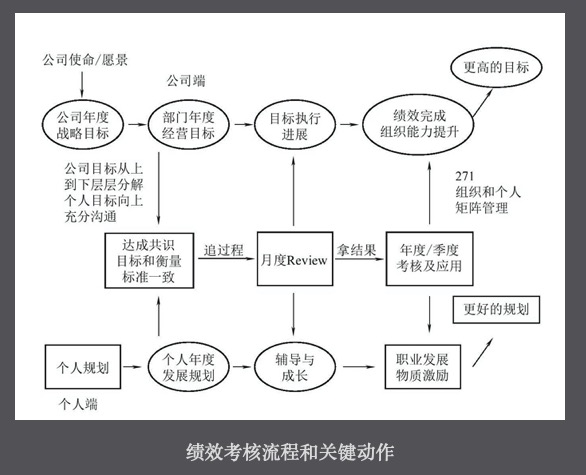 公司使命/愿景
公司端
更高的目标
公司年度
战略目标
部门年度
经营目标
目标执行
进展
绩效完成
组织能力提升
公司目标从上
到下层层分解
个人目标向上
充分沟通
271
组织和个人
矩阵管理
达成共识
目标和衡量
标准一致
追过程
月度Review
拿结果
年度/季度
考核及应用
更好的规划
个人规划
个人年度
发展规划
辅导与
成长
职业发展
物质激励
个人端
绩效考核流程和关键动作